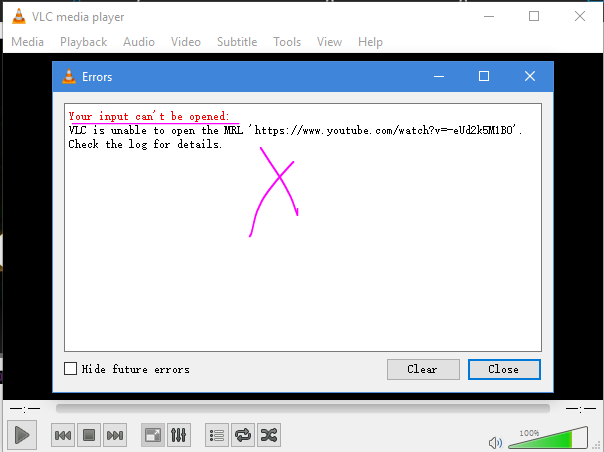 VLC media player
Media Playback Audio Video Subtitle Tools View Help
Errors
Your input can't be opened:
VLC is unable to open the MRL 'https://www.youtube.com/watch?v=-eUd2k5M1B0'.
Check the log for details.
Hide future errors
Clear
Close
--:-- --:--
100%